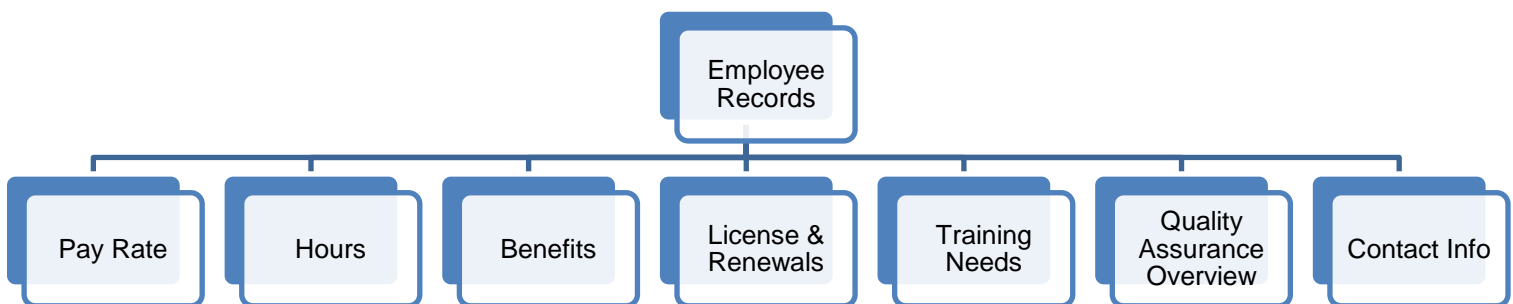 Employee
Records
Pay Rate
Hours
Benefits
License &
Renewals
Training
Needs
Quality
Assurance
Overview
Contact Info